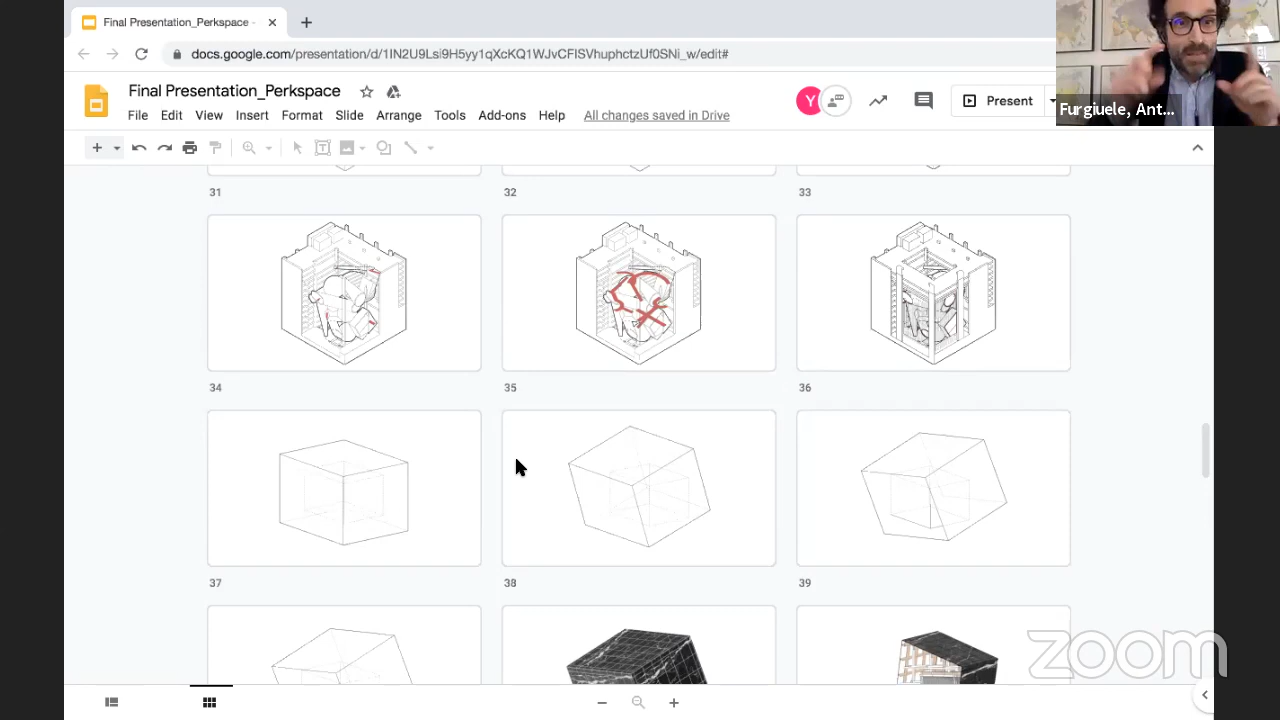 Final Presentation_Perkspace -
docs.google.com/presentation/d/1IN2U9Lsi9H5yy1qXcKQ1WJvCFISVhuphctzUf0SNi_w/edit#
Final Presentation_Perkspace
Y
Present
File Edit View Insert Format Slide Arrange Tools Add-ons Help All changes saved in Drive
Furgiuele, Ant...
31 32 33
34 35 36
37 38 39
zoom